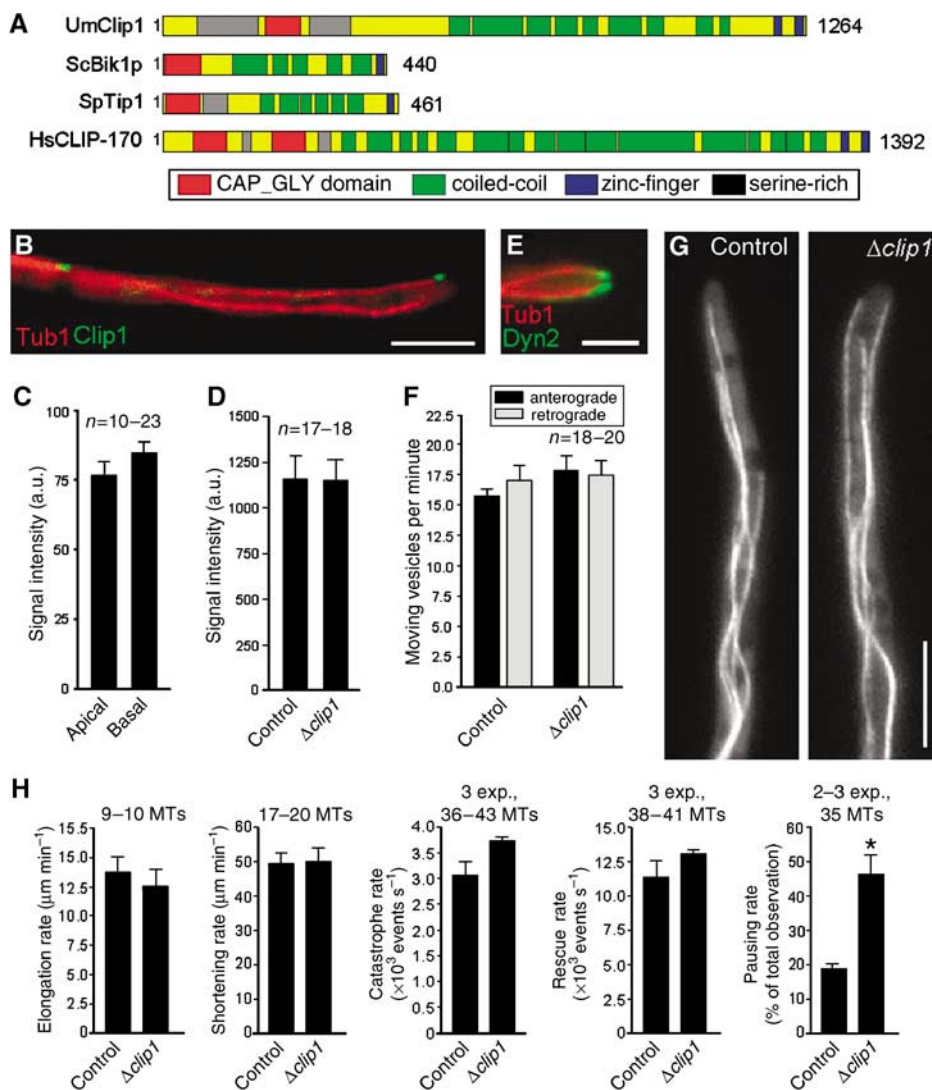 A
UmClip1 1 1264
ScBik1p 1 440
SpTip1 1 461
HsCLIP-170 1 1392
CAP_GLY domain coiled-coil zinc-finger serine-rich
B
Tub1 Clip1
E
Tub1
Dyn2
G Control Δclip1
C
n=10–23
Signal intensity (a.u.)
100
75
50
25
0
Apical Basal
D
n=17–18
Signal intensity (a.u.)
1500
1250
1000
750
500
250
0
Control Δclip1
F
anterograde
retrograde
n=18–20
Moving vesicles per minute
22.5
20.0
17.5
15.0
12.5
10.0
7.5
5.0
2.5
0.0
Control Δclip1
H
9–10 MTs
Elongation rate (µm min⁻¹)
15.5
15.0
12.5
10.0
7.5
5.0
2.5
0
Control Δclip1
17–20 MTs
Shortening rate (µm min⁻¹)
60
50
40
30
20
10
0
Control Δclip1
3 exp.,
36–43 MTs
Catastrophe rate
(×10³ events s⁻¹)
4.0
3.5
3.0
2.5
2.0
1.5
1.0
0.5
0
Control Δclip1
3 exp.,
38–41 MTs
Rescue rate
(×10³ events s⁻¹)
15.0
12.5
10.0
7.5
5.0
2.5
0.0
Control Δclip1
2–3 exp.,
35 MTs
*
Pausing rate
(% of total observation)
60
50
40
30
20
10
0
Control Δclip1